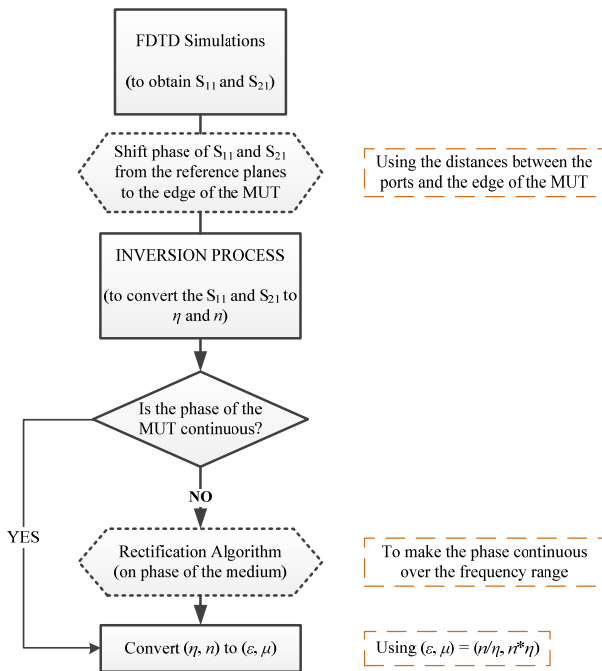 FDTD Simulations
(to obtain S₁₁ and S₂₁)
Shift phase of S₁₁ and S₂₁
from the reference planes
to the edge of the MUT
Using the distances between the
ports and the edge of the MUT
INVERSION PROCESS
(to convert the S₁₁ and S₂₁ to
η and n)
Is the phase of the
MUT continuous?
NO
YES
Rectification Algorithm
(on phase of the medium)
To make the phase continuous
over the frequency range
Convert (η, n) to (ε, μ)
Using (ε, μ) = (n/η, n*η)